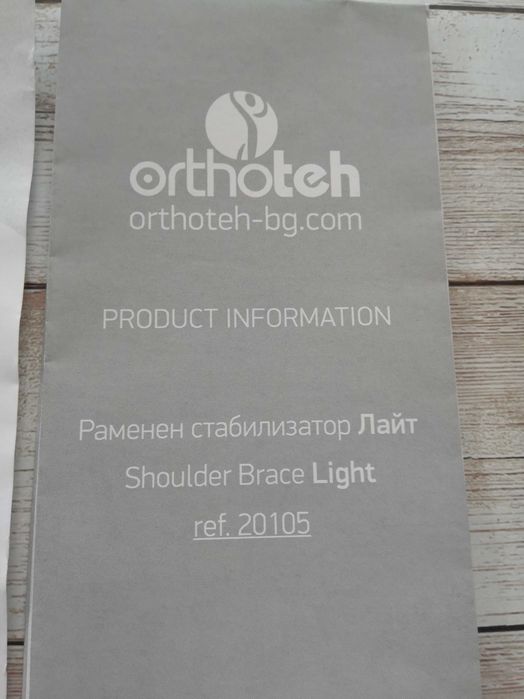 orthoteh
orthoteh-bg.com
PRODUCT INFORMATION
Раменен стабилизатор Лайт
Shoulder Brace Light
ref. 20105